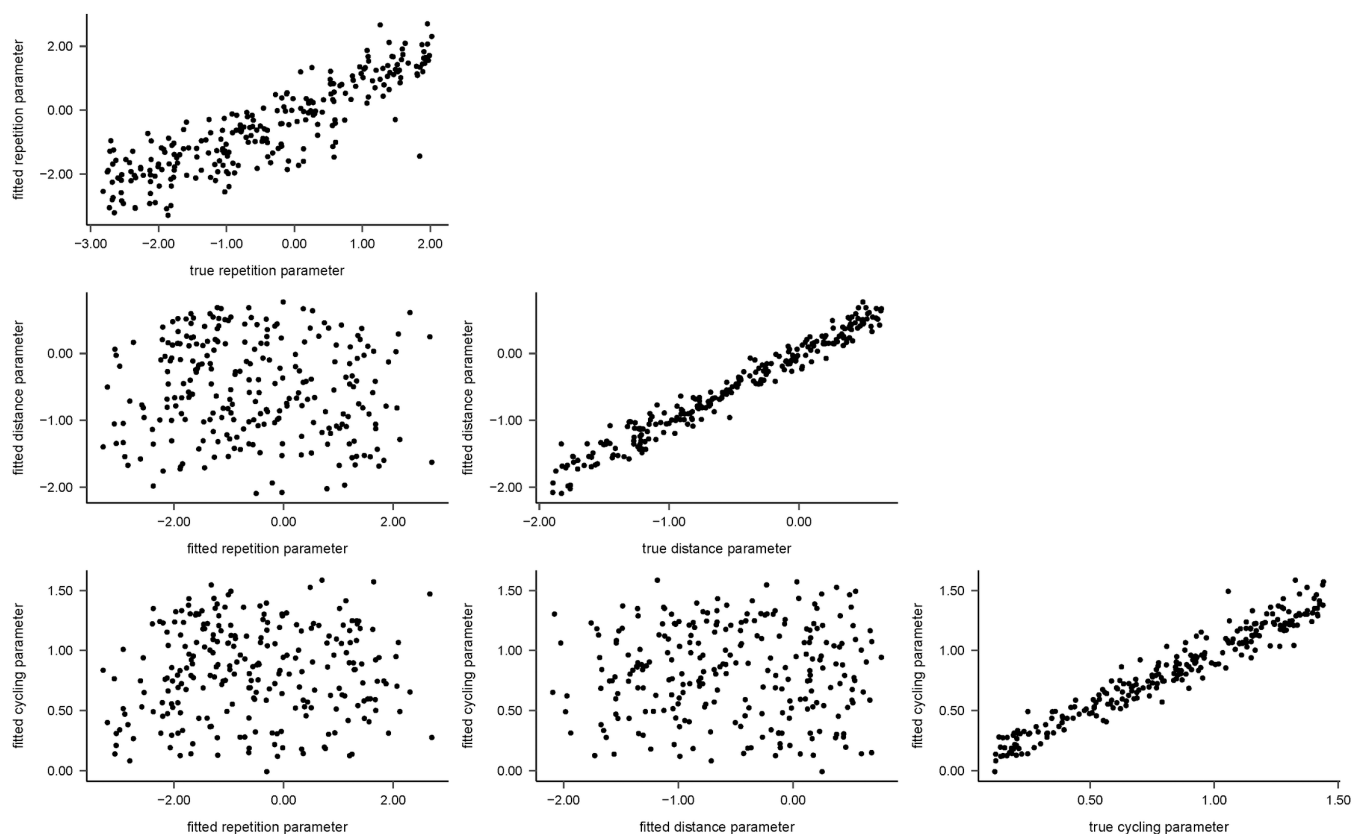 fitted repetition parameter
2.00
0.00
−2.00
−3.00 −2.00 −1.00 0.00 1.00 2.00
true repetition parameter
fitted distance parameter
0.00
−1.00
−2.00
−2.00 0.00 2.00
fitted repetition parameter
fitted distance parameter
0.00
−1.00
−2.00
−2.00 −1.00 0.00
true distance parameter
fitted cycling parameter
1.50
1.00
0.50
0.00
−2.00 0.00 2.00
fitted repetition parameter
fitted cycling parameter
1.50
1.00
0.50
0.00
−2.00 −1.00 0.00
fitted distance parameter
fitted cycling parameter
1.50
1.00
0.50
0.00
0.50 1.00 1.50
true cycling parameter